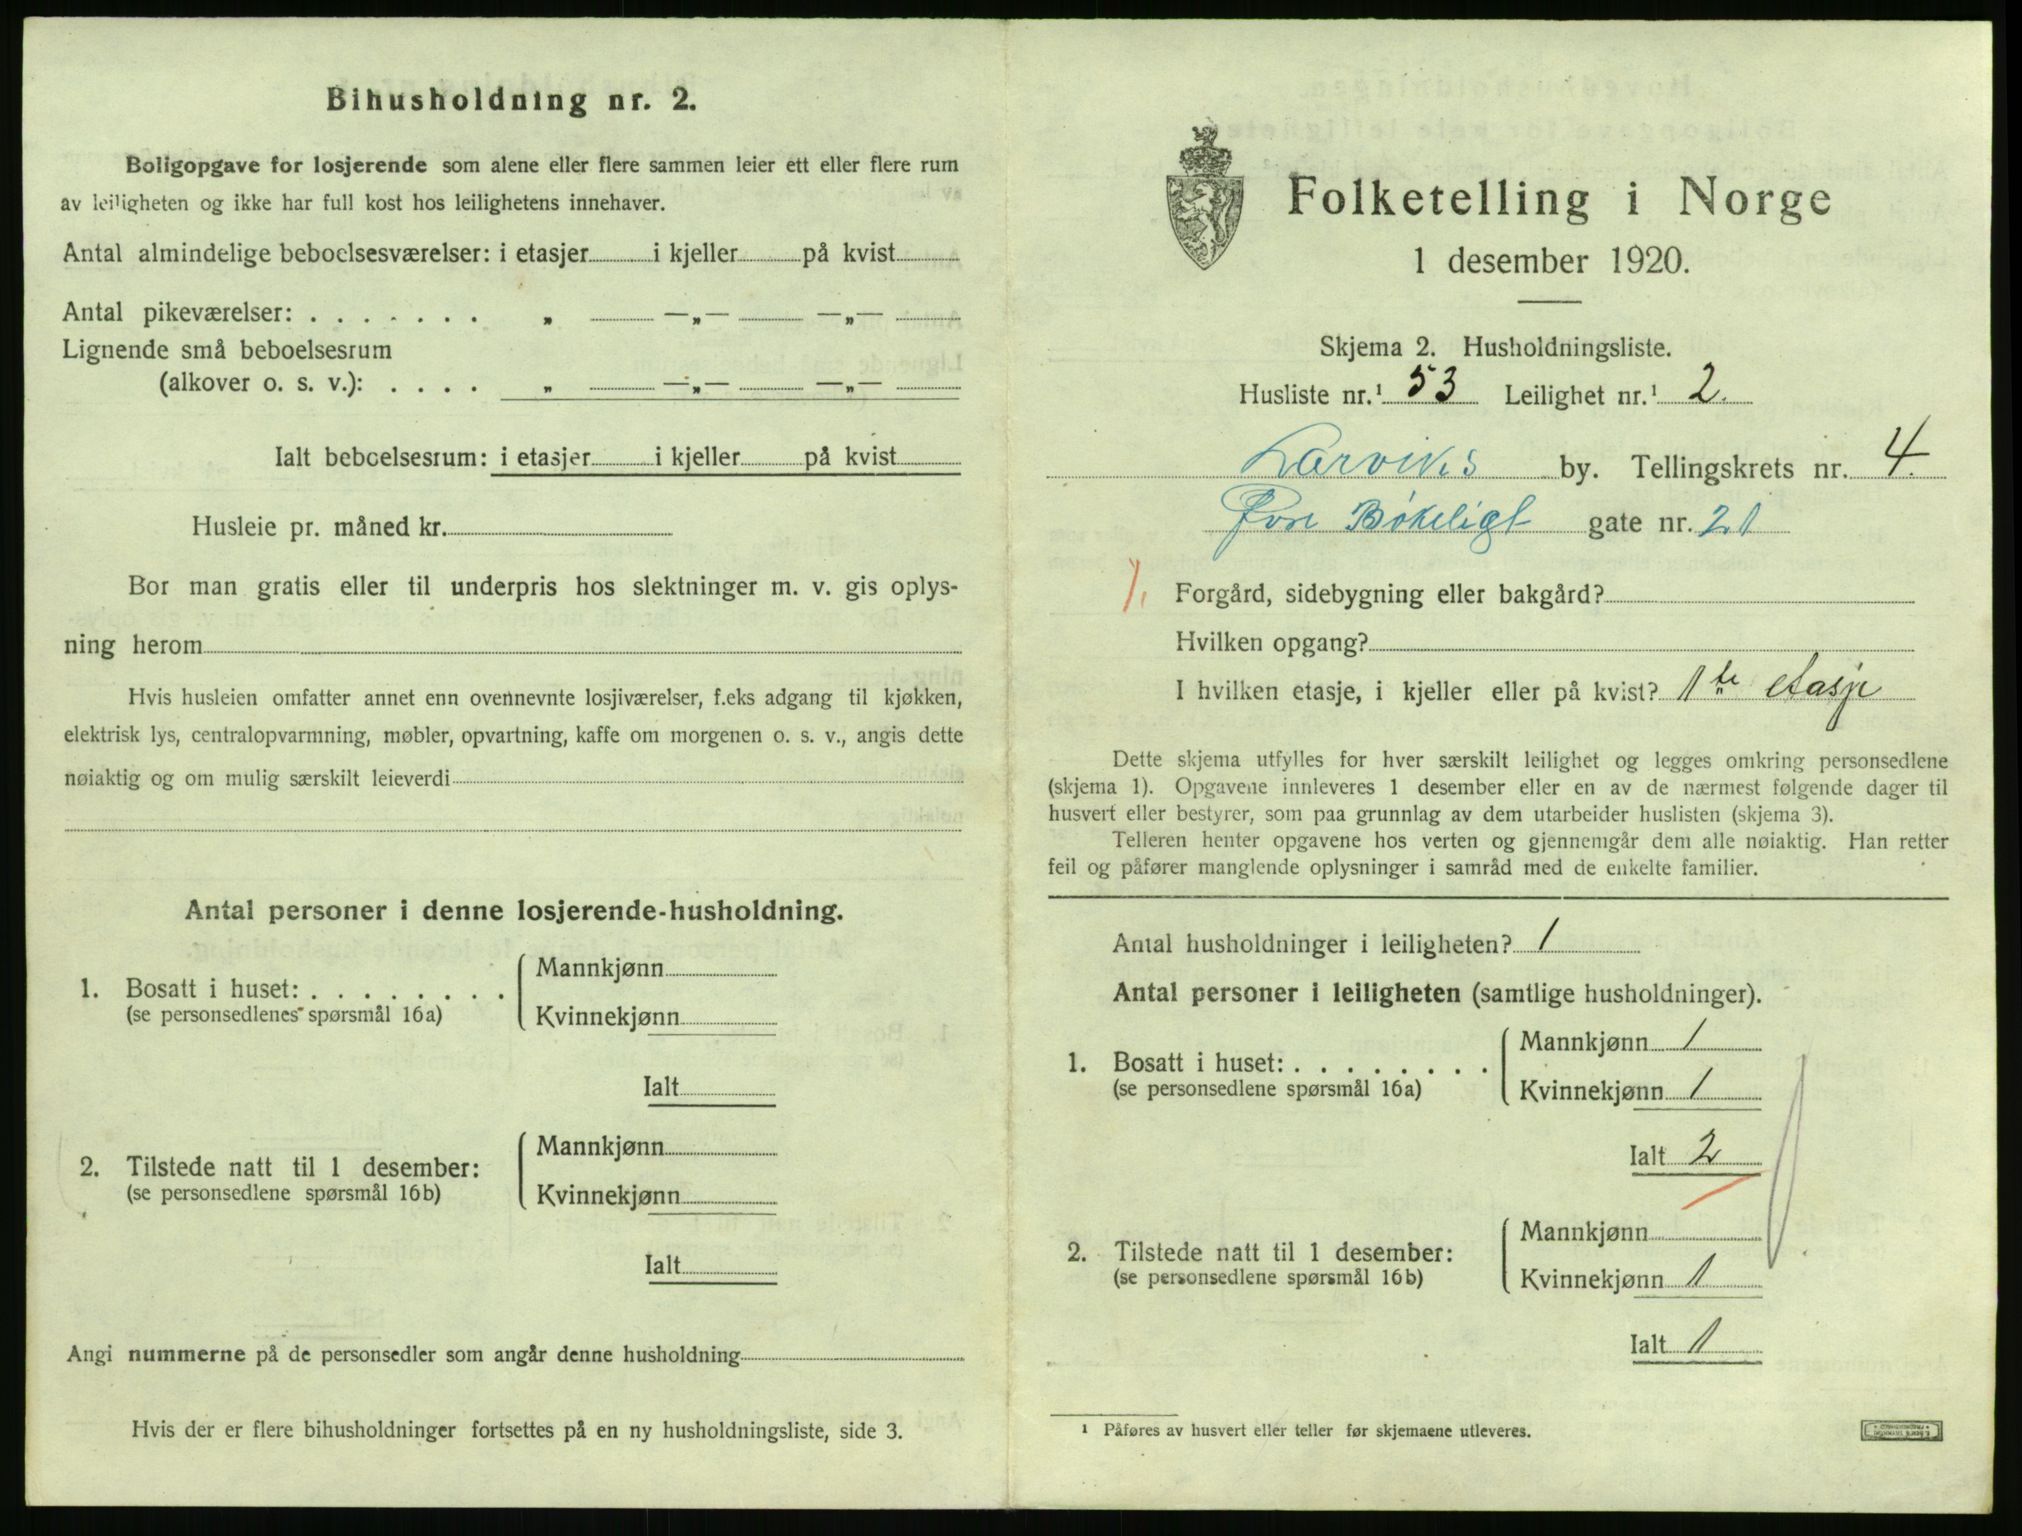 Bihusholdning nr. 2.
Boligopgave for losjerende som alene eller flere sammen leier ett eller flere rum
av leiligheten og ikke har full kost hos leilighetens innehaver.
Antal almindelige beboelsesværelser: i etasjer i kjeller på kvist
Antal pikeværelser: . . . . . . . „ —„— —„—
Lignende små beboelsesrum
(alkover o. s. v.): . . . . „ —„— —„—
Ialt beboelsesrum: i etasjer i kjeller på kvist
Husleie pr. måned kr.
Bor man gratis eller til underpris hos slektninger m. v. gis oplys-
ning herom
Hvis husleien omfatter annet enn ovennevnte losjiværelser, f.eks adgang til kjøkken,
elektrisk lys, centralopvarmning, møbler, opvartning, kaffe om morgenen o. s. v., angis dette
nøiaktig og om mulig særskilt leieverdi
Antal personer i denne losjerende-husholdning.
1. Bosatt i huset: . . . . . . . .
(se personsedlenes spørsmål 16a)
Mannkjønn
Kvinnekjønn
Ialt
2. Tilstede natt til 1 desember:
(se personsedlene spørsmål 16b)
Mannkjønn
Kvinnekjønn
Ialt
Angi nummerne på de personsedler som angår denne husholdning
Hvis der er flere bihusholdninger fortsettes på en ny husholdningsliste, side 3.
Folketelling i Norge
1 desember 1920.
Skjema 2. Husholdningsliste.
Husliste nr.¹ 53 Leilighet nr.¹ 2.
Larviks by. Tellingskrets nr. 4.
Øvre Bøkeligt gate nr. 21
Forgård, sidebygning eller bakgård?
Hvilken opgang?
I hvilken etasje, i kjeller eller på kvist? 1te etasje
Dette skjema utfylles for hver særskilt leilighet og legges omkring personsedlene
(skjema 1). Opgavene innleveres 1 desember eller en av de nærmest følgende dager til
husvert eller bestyrer, som paa grunnlag av dem utarbeider huslisten (skjema 3).
Telleren henter opgavene hos verten og gjennemgår dem alle nøiaktig. Han retter
feil og påfører manglende oplysninger i samråd med de enkelte familier.
Antal husholdninger i leiligheten? 1
Antal personer i leiligheten (samtlige husholdninger).
1. Bosatt i huset: . . . . . . . .
(se personsedlene spørsmål 16a)
Mannkjønn 1
Kvinnekjønn 1
Ialt 2
2. Tilstede natt til 1 desember:
(se personsedlene spørsmål 16b)
Mannkjønn
Kvinnekjønn 1
Ialt 1
¹ Påføres av husvert eller teller før skjemaene utleveres.